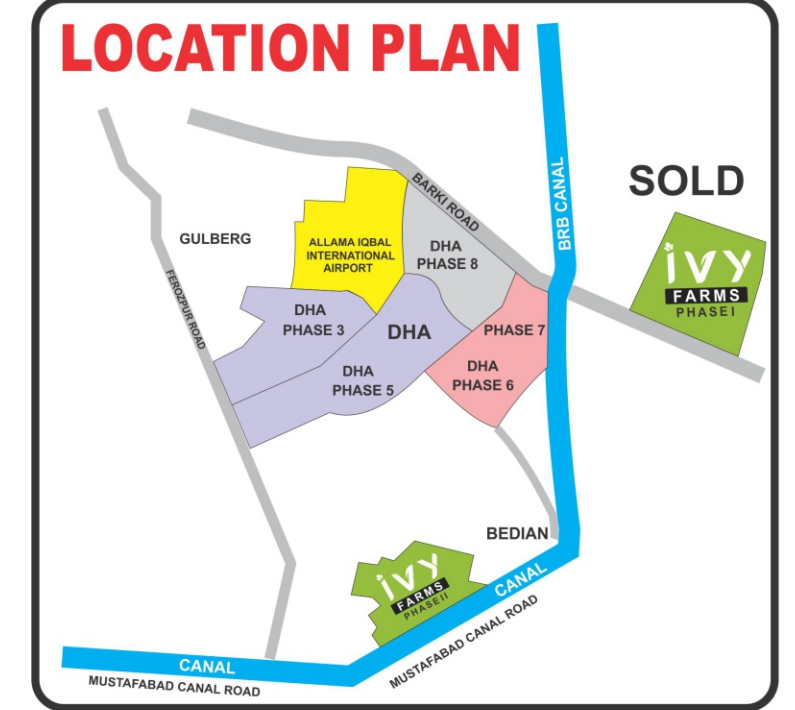 LOCATION PLAN
BARKI ROAD
BRB CANAL
SOLD
ivy
FARMS
PHASE I
GULBERG
ALLAMA IQBAL
INTERNATIONAL
AIRPORT
DHA
PHASE 8
FEROZPUR ROAD
DHA
PHASE 3
DHA
PHASE 7
DHA
PHASE 5
DHA
PHASE 6
BEDIAN
ivy
FARMS
PHASE II
CANAL
MUSTAFABAD CANAL ROAD
CANAL
MUSTAFABAD CANAL ROAD